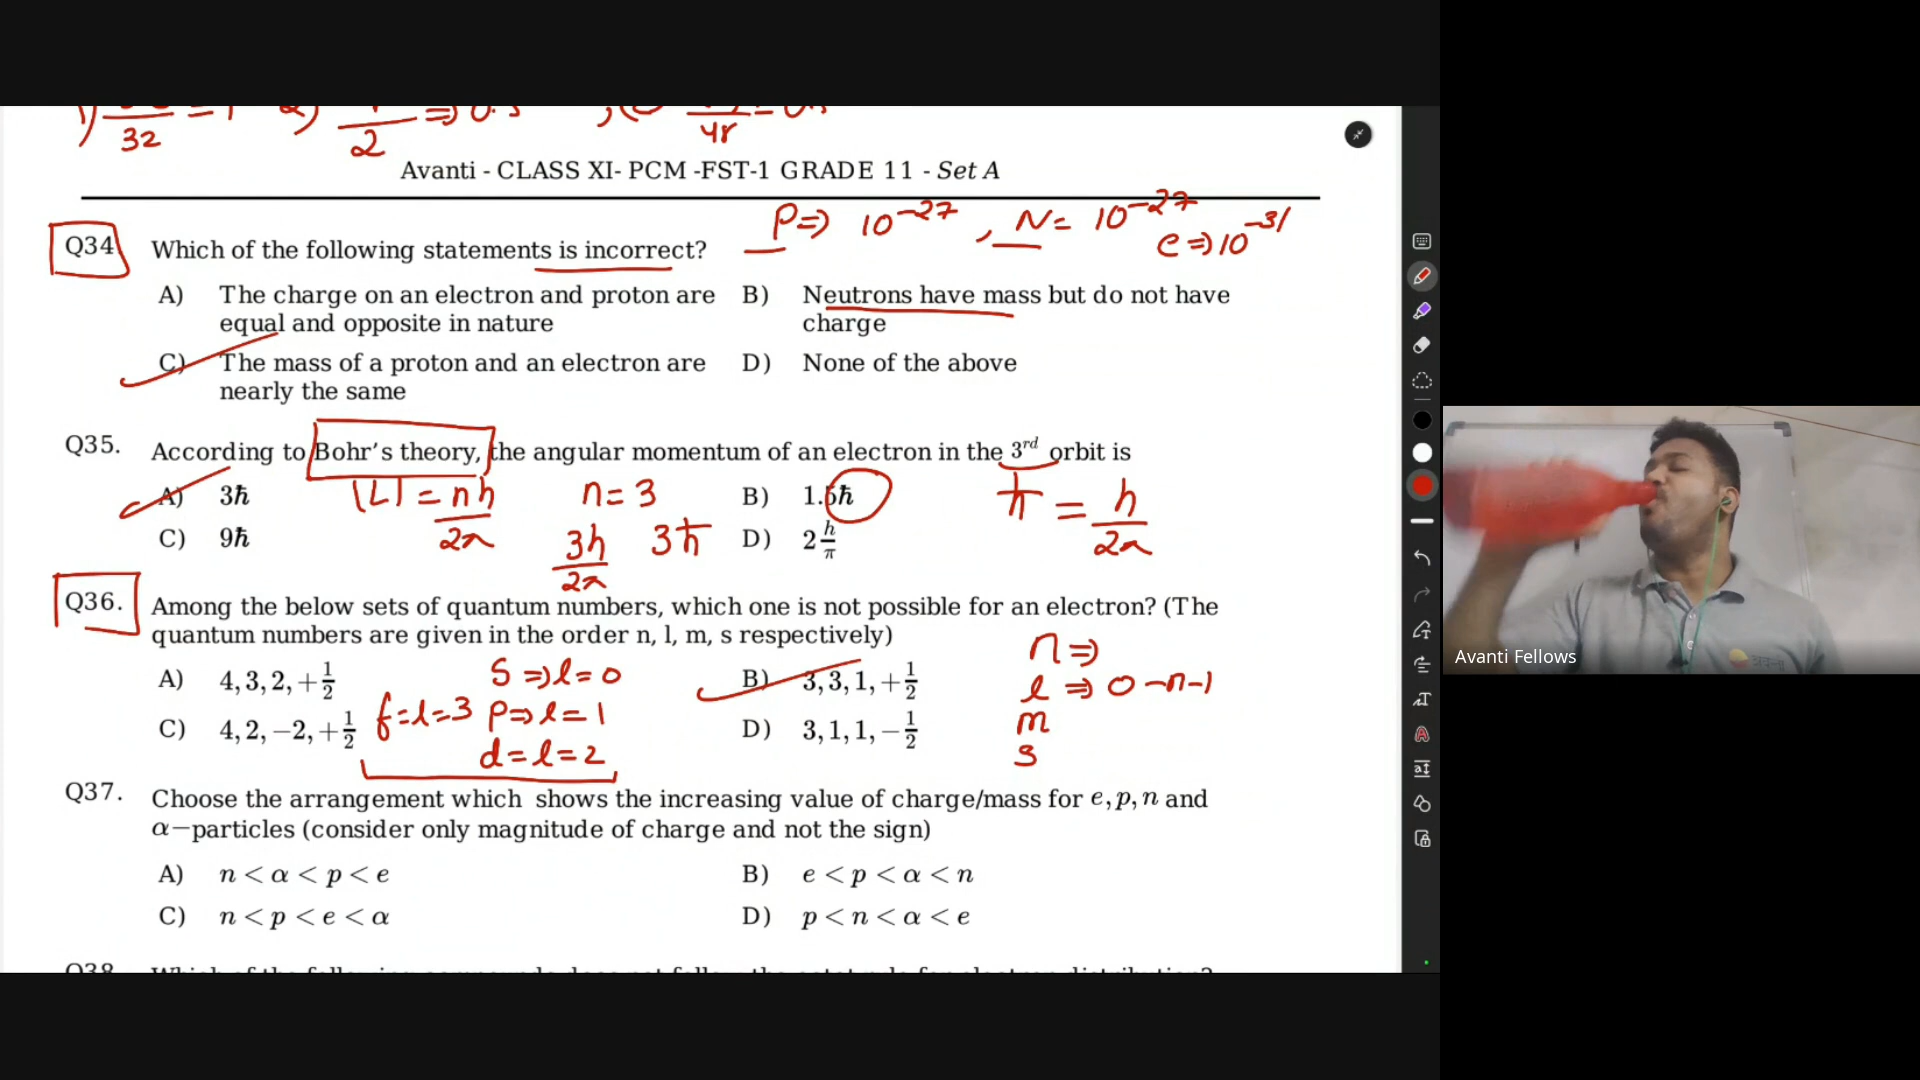 32
2
Avanti - CLASS XI- PCM -FST-1 GRADE 11 - Set A
P⇒ 10⁻²⁷ , N= 10⁻²⁷
e⇒10⁻³¹
Q34 Which of the following statements is incorrect?
A) The charge on an electron and proton are equal and opposite in nature
B) Neutrons have mass but do not have charge
C) The mass of a proton and an electron are nearly the same
D) None of the above
Q35. According to Bohr's theory, the angular momentum of an electron in the 3rd orbit is
A) 3ħ
B) 1.5ħ
C) 9ħ
D) 2 h/π
|L| = nh/2π
n=3
3h/2π 3ħ
ħ = h/2π
Q36. Among the below sets of quantum numbers, which one is not possible for an electron? (The
quantum numbers are given in the order n, l, m, s respectively)
A) 4, 3, 2, +1/2
B) 3, 3, 1, +1/2
C) 4, 2, −2, +1/2
D) 3, 1, 1, −1/2
S ⇒ l=0
f=l=3 p⇒ l=1
d=l=2
n⇒
l ⇒ 0-n-1
m
s
Q37. Choose the arrangement which shows the increasing value of charge/mass for e, p, n and
α−particles (consider only magnitude of charge and not the sign)
A) n < α < p < e
B) e < p < α < n
C) n < p < e < α
D) p < n < α < e
Avanti Fellows